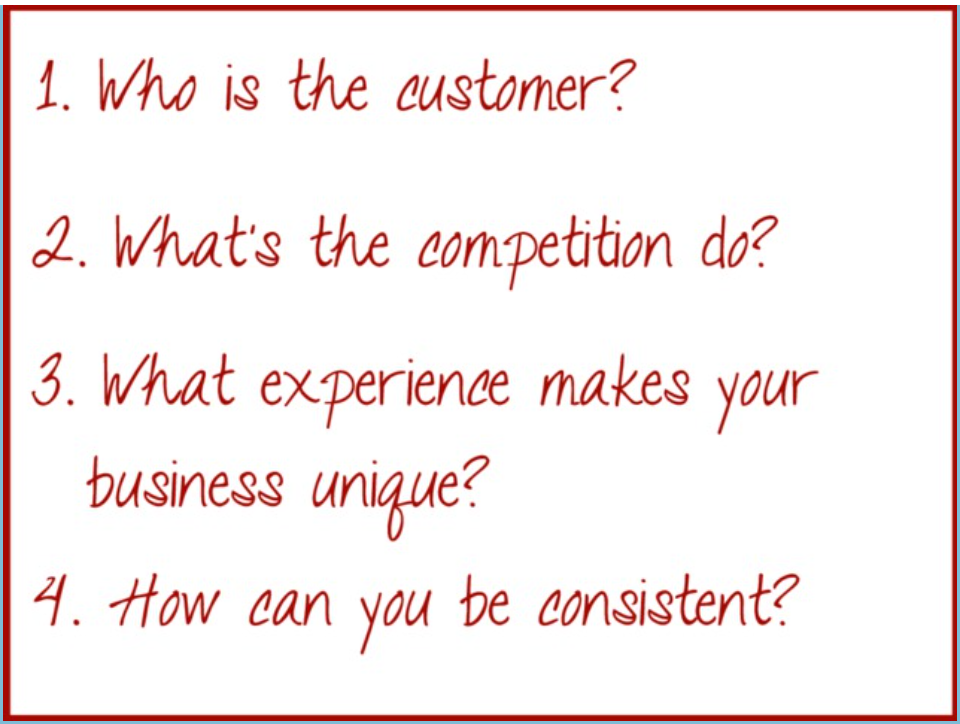 1. Who is the customer?
2. What's the competition do?
3. What experience makes your
business unique?
4. How can you be consistent?